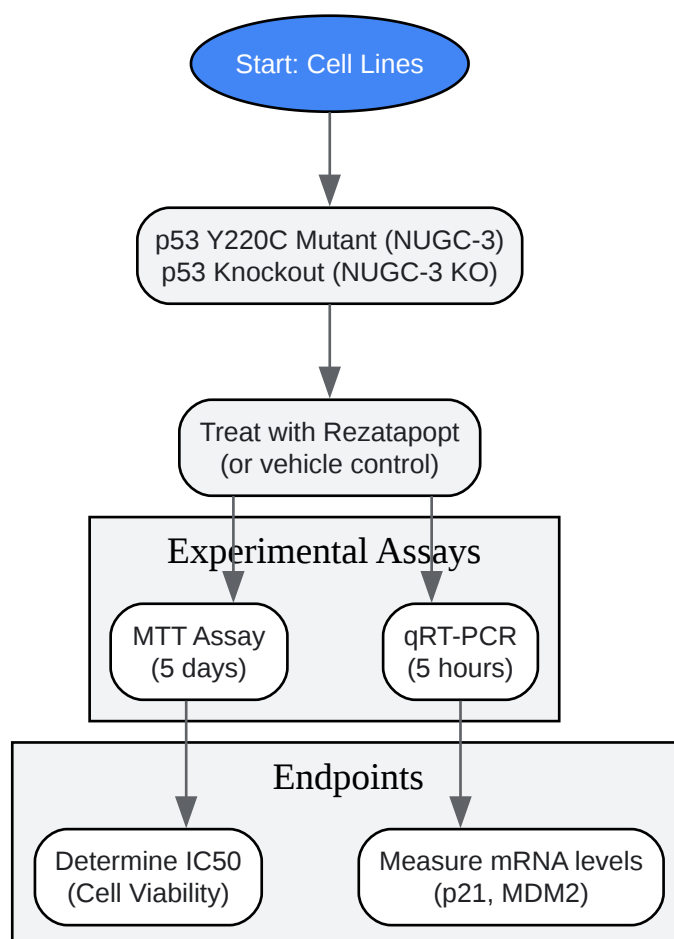 Start: Cell Lines
p53 Y220C Mutant (NUGC-3)
p53 Knockout (NUGC-3 KO)
Treat with Rezatapopt
(or vehicle control)
Experimental Assays
MTT Assay
(5 days)
qRT-PCR
(5 hours)
Endpoints
Determine IC50
(Cell Viability)
Measure mRNA levels
(p21, MDM2)